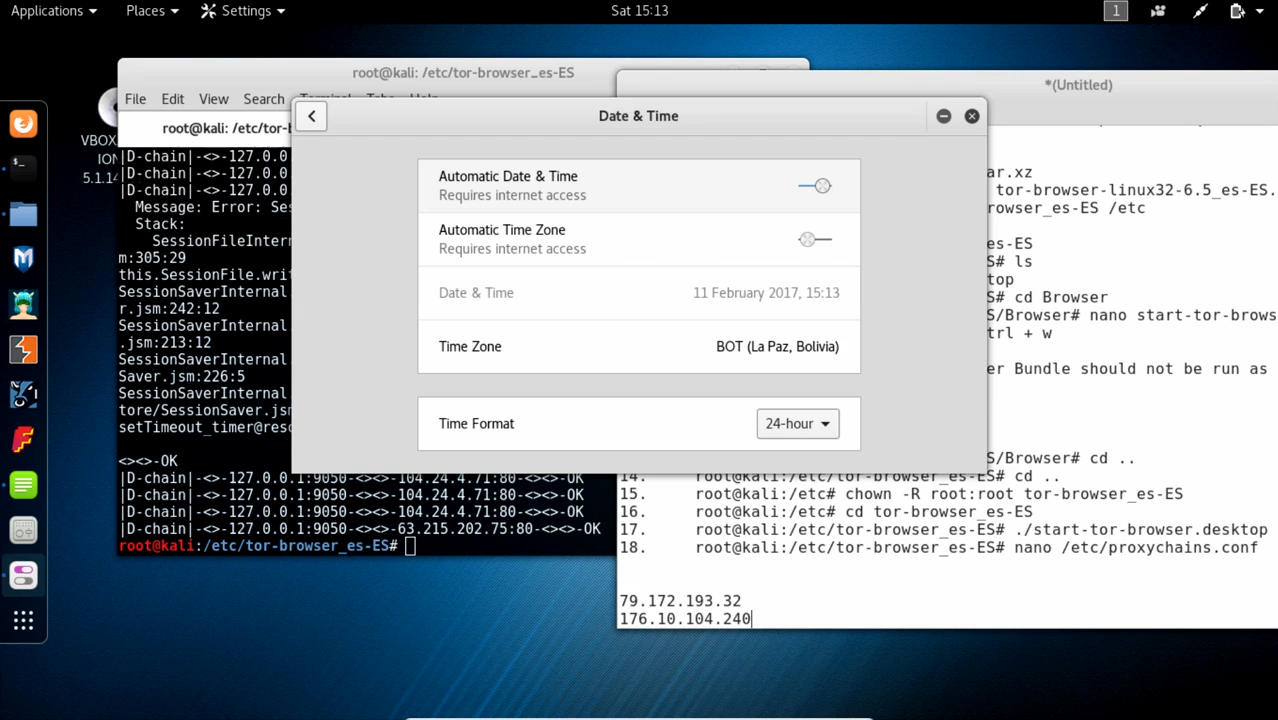 Applications Places Settings Sat 15:13 1
root@kali: /etc/tor-browser_es-ES
File Edit View Search
root@kali: /etc/tor-b
VBOX
ION
5.1.14
|D-chain|-<>-127.0.0
|D-chain|-<>-127.0.0
|D-chain|-<>-127.0.0
Message: Error: Ses
Stack:
SessionFileIntern
m:305:29
this.SessionFile.writ
SessionSaverInternal
r.jsm:242:12
SessionSaverInternal
.jsm:213:12
SessionSaverInternal
Saver.jsm:226:5
SessionSaverInternal
tore/SessionSaver.jsm
setTimeout_timer@reso
<><>-OK
|D-chain|-<>-127.0.0.1:9050-<><>-104.24.4.71:80-<><>-OK
|D-chain|-<>-127.0.0.1:9050-<><>-104.24.4.71:80-<><>-OK
|D-chain|-<>-127.0.0.1:9050-<><>-104.24.4.71:80-<><>-OK
|D-chain|-<>-127.0.0.1:9050-<><>-63.215.202.75:80-<><>-OK
root@kali:/etc/tor-browser_es-ES#
Date & Time
Automatic Date & Time
Requires internet access
Automatic Time Zone
Requires internet access
Date & Time 11 February 2017, 15:13
Time Zone BOT (La Paz, Bolivia)
Time Format 24-hour
*(Untitled)
ar.xz
tor-browser-linux32-6.5_es-ES.
rowser_es-ES /etc
es-ES
S# ls
top
S# cd Browser
S/Browser# nano start-tor-brows
trl + w
er Bundle should not be run as
S/Browser# cd ..
14. root@kali:/etc/tor-browser_es-ES# cd ..
15. root@kali:/etc# chown -R root:root tor-browser_es-ES
16. root@kali:/etc# cd tor-browser_es-ES
17. root@kali:/etc/tor-browser_es-ES# ./start-tor-browser.desktop
18. root@kali:/etc/tor-browser_es-ES# nano /etc/proxychains.conf
79.172.193.32
176.10.104.240